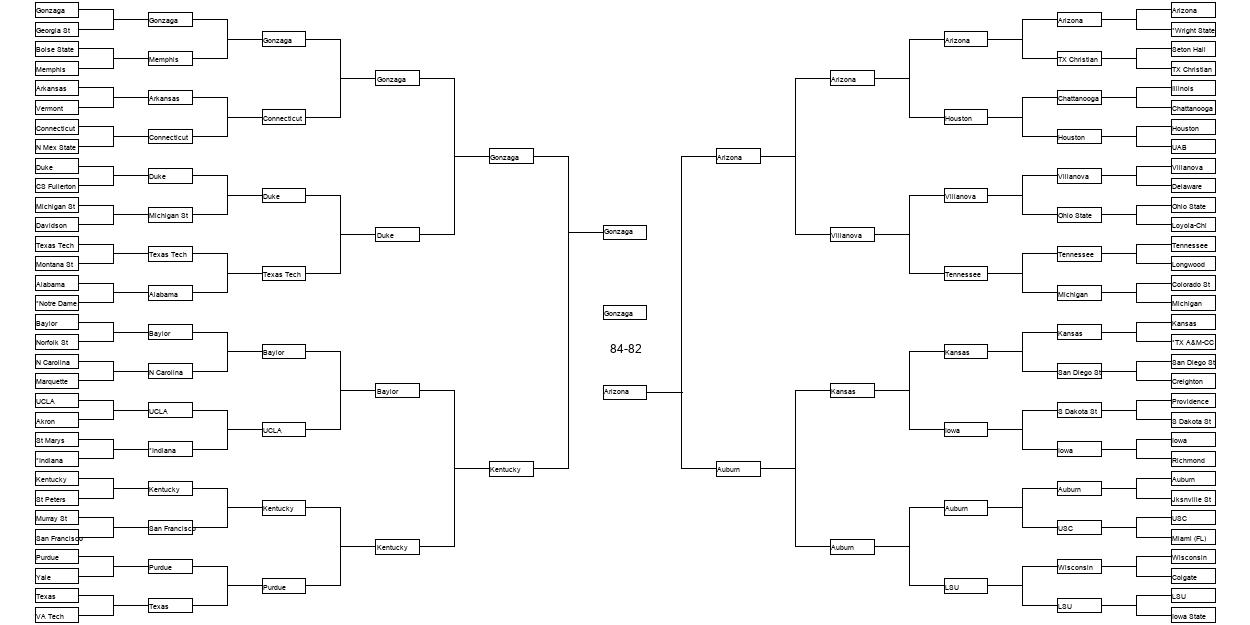 Gonzaga
Georgia St
Boise State
Memphis
Arkansas
Vermont
Connecticut
N Mex State
Duke
CS Fullerton
Michigan St
Davidson
Texas Tech
Montana St
Alabama
*Notre Dame
Baylor
Norfolk St
N Carolina
Marquette
UCLA
Akron
St Marys
*Indiana
Kentucky
St Peters
Murray St
San Francisco
Purdue
Yale
Texas
VA Tech
Gonzaga
Memphis
Arkansas
Connecticut
Duke
Michigan St
Texas Tech
Alabama
Baylor
N Carolina
UCLA
*Indiana
Kentucky
San Francisco
Purdue
Texas
Gonzaga
Connecticut
Duke
Texas Tech
Baylor
UCLA
Kentucky
Purdue
Gonzaga
Duke
Baylor
Kentucky
Gonzaga
Kentucky
Gonzaga
Gonzaga
84-82
Arizona
Arizona
Auburn
Arizona
Villanova
Kansas
Auburn
Arizona
Houston
Villanova
Tennessee
Kansas
Iowa
Auburn
LSU
Arizona
TX Christian
Chattanooga
Houston
Villanova
Ohio State
Tennessee
Michigan
Kansas
San Diego St
S Dakota St
Iowa
Auburn
USC
Wisconsin
LSU
Arizona
*Wright State
Seton Hall
TX Christian
Illinois
Chattanooga
Houston
UAB
Villanova
Delaware
Ohio State
Loyola-Chi
Tennessee
Longwood
Colorado St
Michigan
Kansas
*TX A&M-CC
San Diego St
Creighton
Providence
S Dakota St
Iowa
Richmond
Auburn
Jksnville St
USC
Miami (FL)
Wisconsin
Colgate
LSU
Iowa State